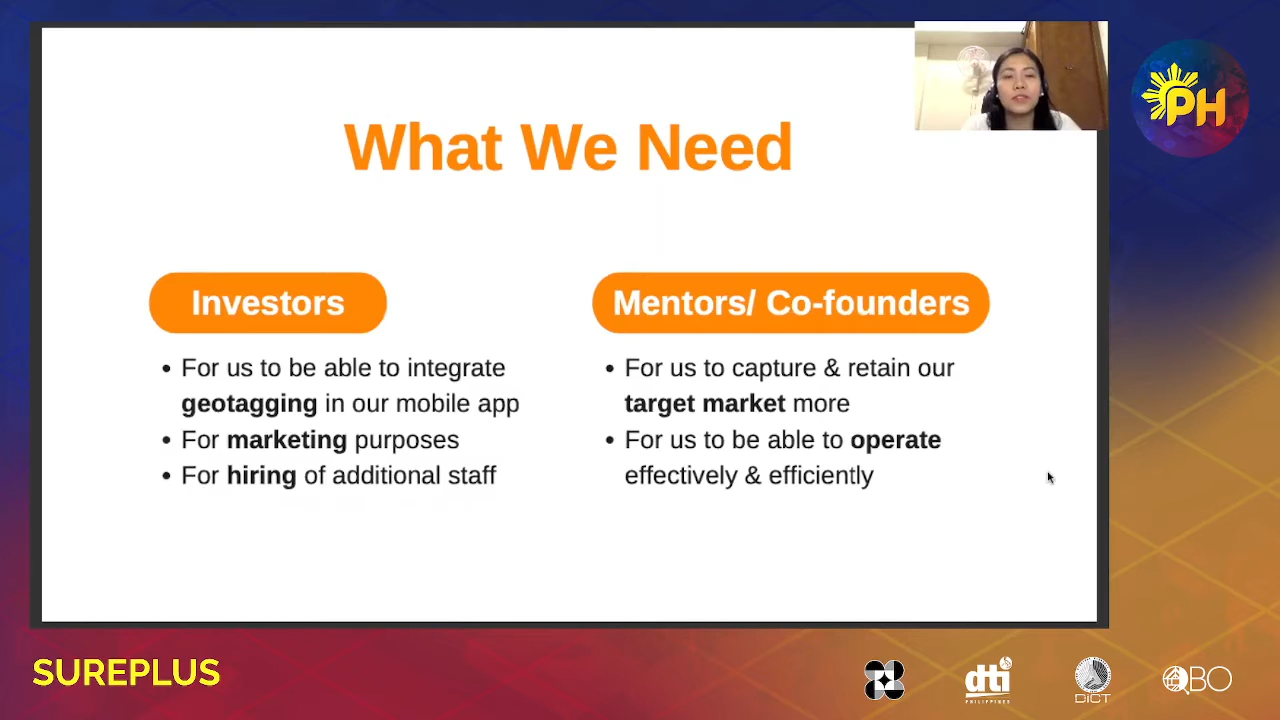 PH
What We Need
Investors
• For us to be able to integrate
geotagging in our mobile app
• For marketing purposes
• For hiring of additional staff
Mentors/ Co-founders
• For us to capture & retain our
target market more
• For us to be able to operate
effectively & efficiently
SUREPLUS
dti
PHILIPPINES
DICT
QBO